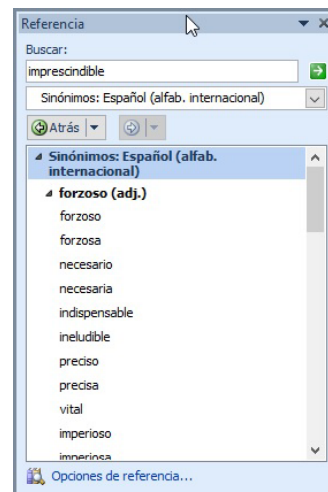 Referencia
Buscar:
imprescindible
Sinónimos: Español (alfab. internacional)
Atrás
Sinónimos: Español (alfab.
internacional)
forzoso (adj.)
forzoso
forzosa
necesario
necesaria
indispensable
ineludible
preciso
precisa
vital
imperioso
imperiosa
Opciones de referencia...